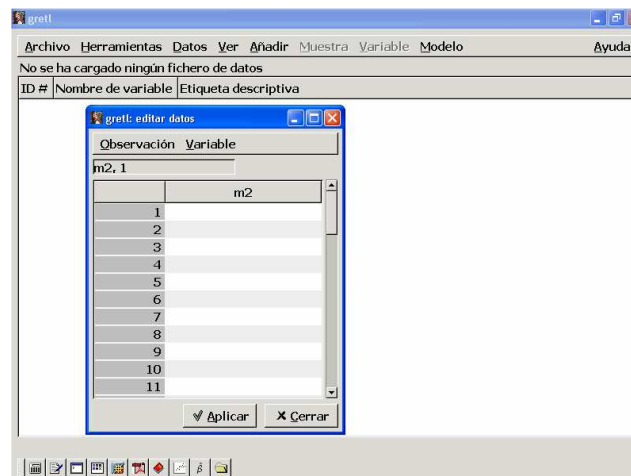 gretl
Archivo Herramientas Datos Ver Añadir Muestra Variable Modelo Ayuda
No se ha cargado ningún fichero de datos
ID # Nombre de variable Etiqueta descriptiva
gretl: editar datos
Observación Variable
m2, 1
m2
1
2
3
4
5
6
7
8
9
10
11
Aplicar Cerrar
β